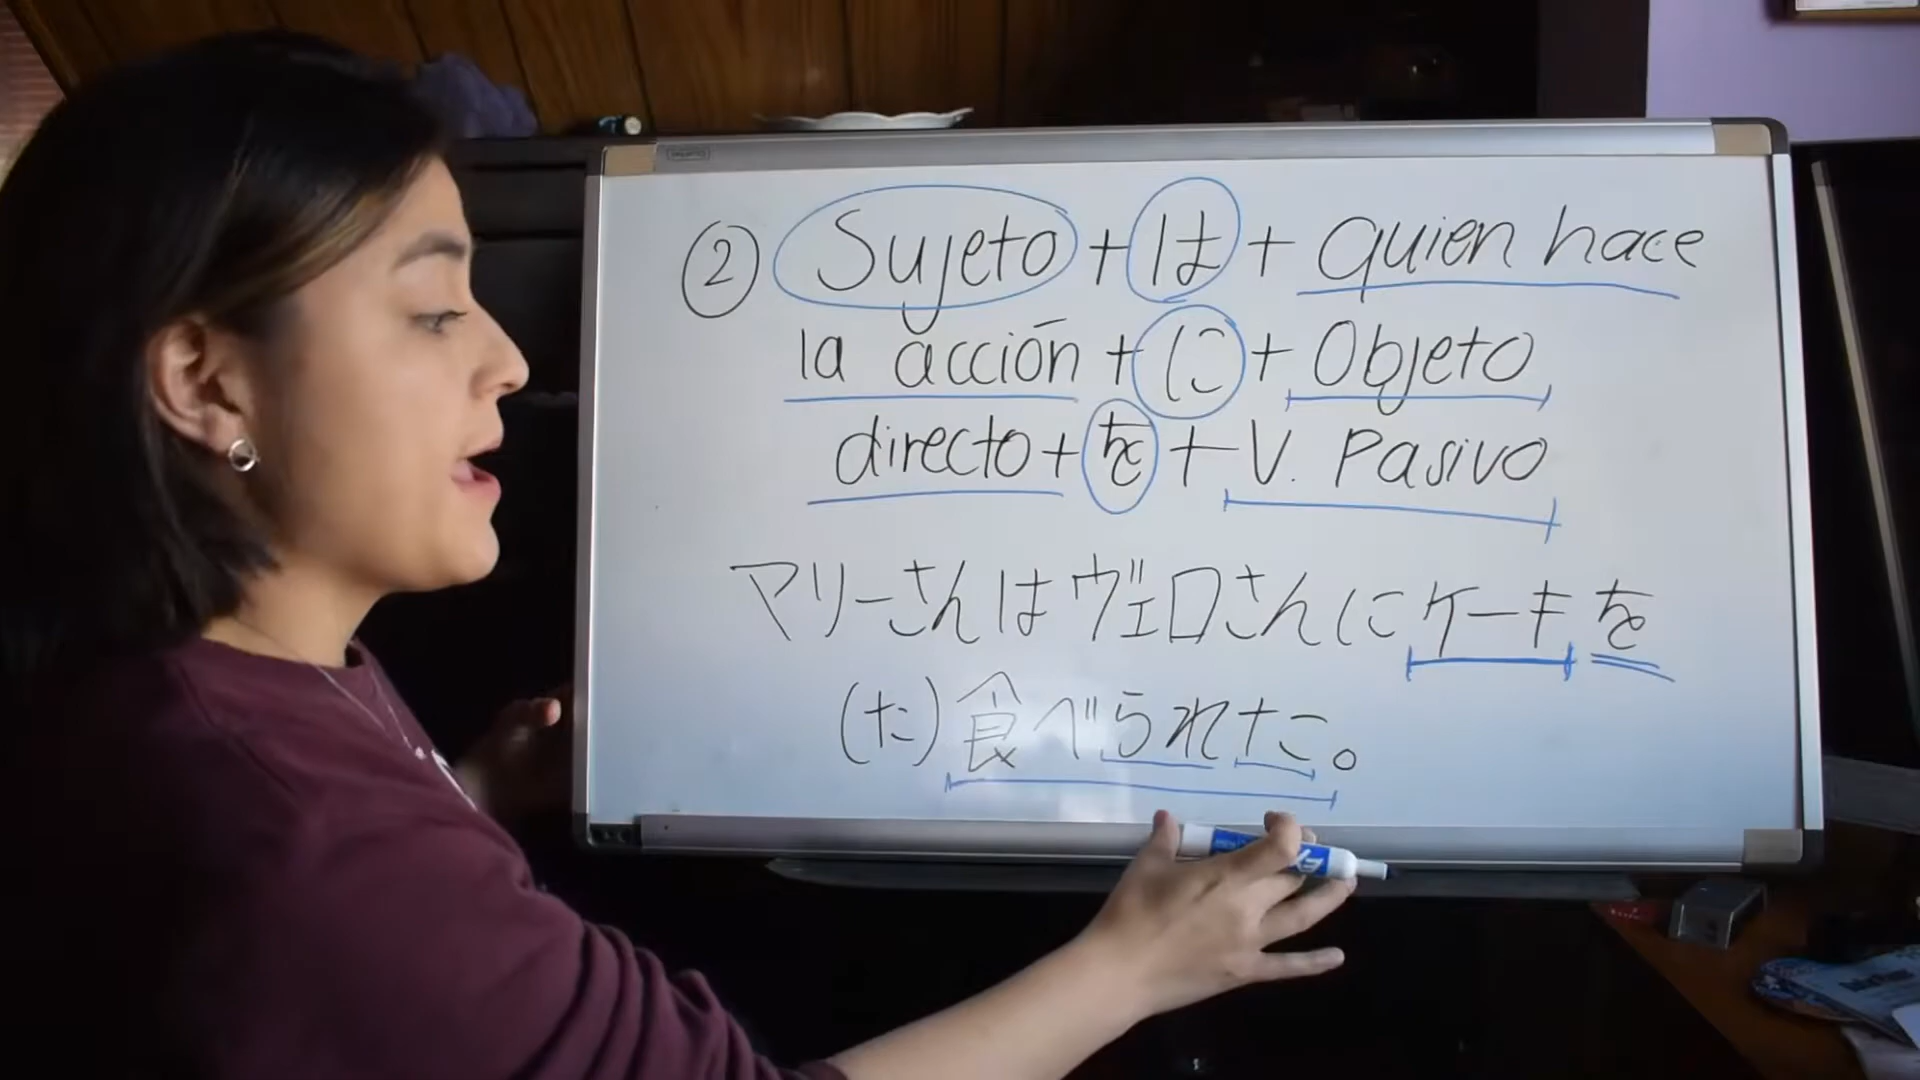 ② Sujeto + は + quien hace
la acción + に + Objeto
directo + を + V. Pasivo
マリーさんはヴェロさんにケーキを
(た)食べられた。